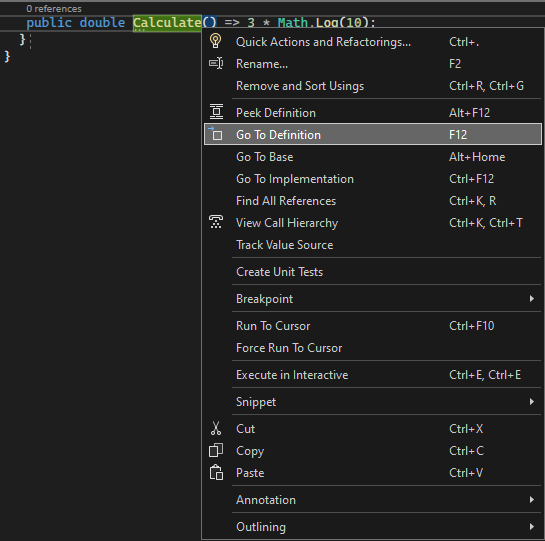 0 references
public double Calculate() => 3 * Math.Log(10);
}
}
Quick Actions and Refactorings... Ctrl+.
Rename... F2
Remove and Sort Usings Ctrl+R, Ctrl+G
Peek Definition Alt+F12
Go To Definition F12
Go To Base Alt+Home
Go To Implementation Ctrl+F12
Find All References Ctrl+K, R
View Call Hierarchy Ctrl+K, Ctrl+T
Track Value Source
Create Unit Tests
Breakpoint
Run To Cursor Ctrl+F10
Force Run To Cursor
Execute in Interactive Ctrl+E, Ctrl+E
Snippet
Cut Ctrl+X
Copy Ctrl+C
Paste Ctrl+V
Annotation
Outlining